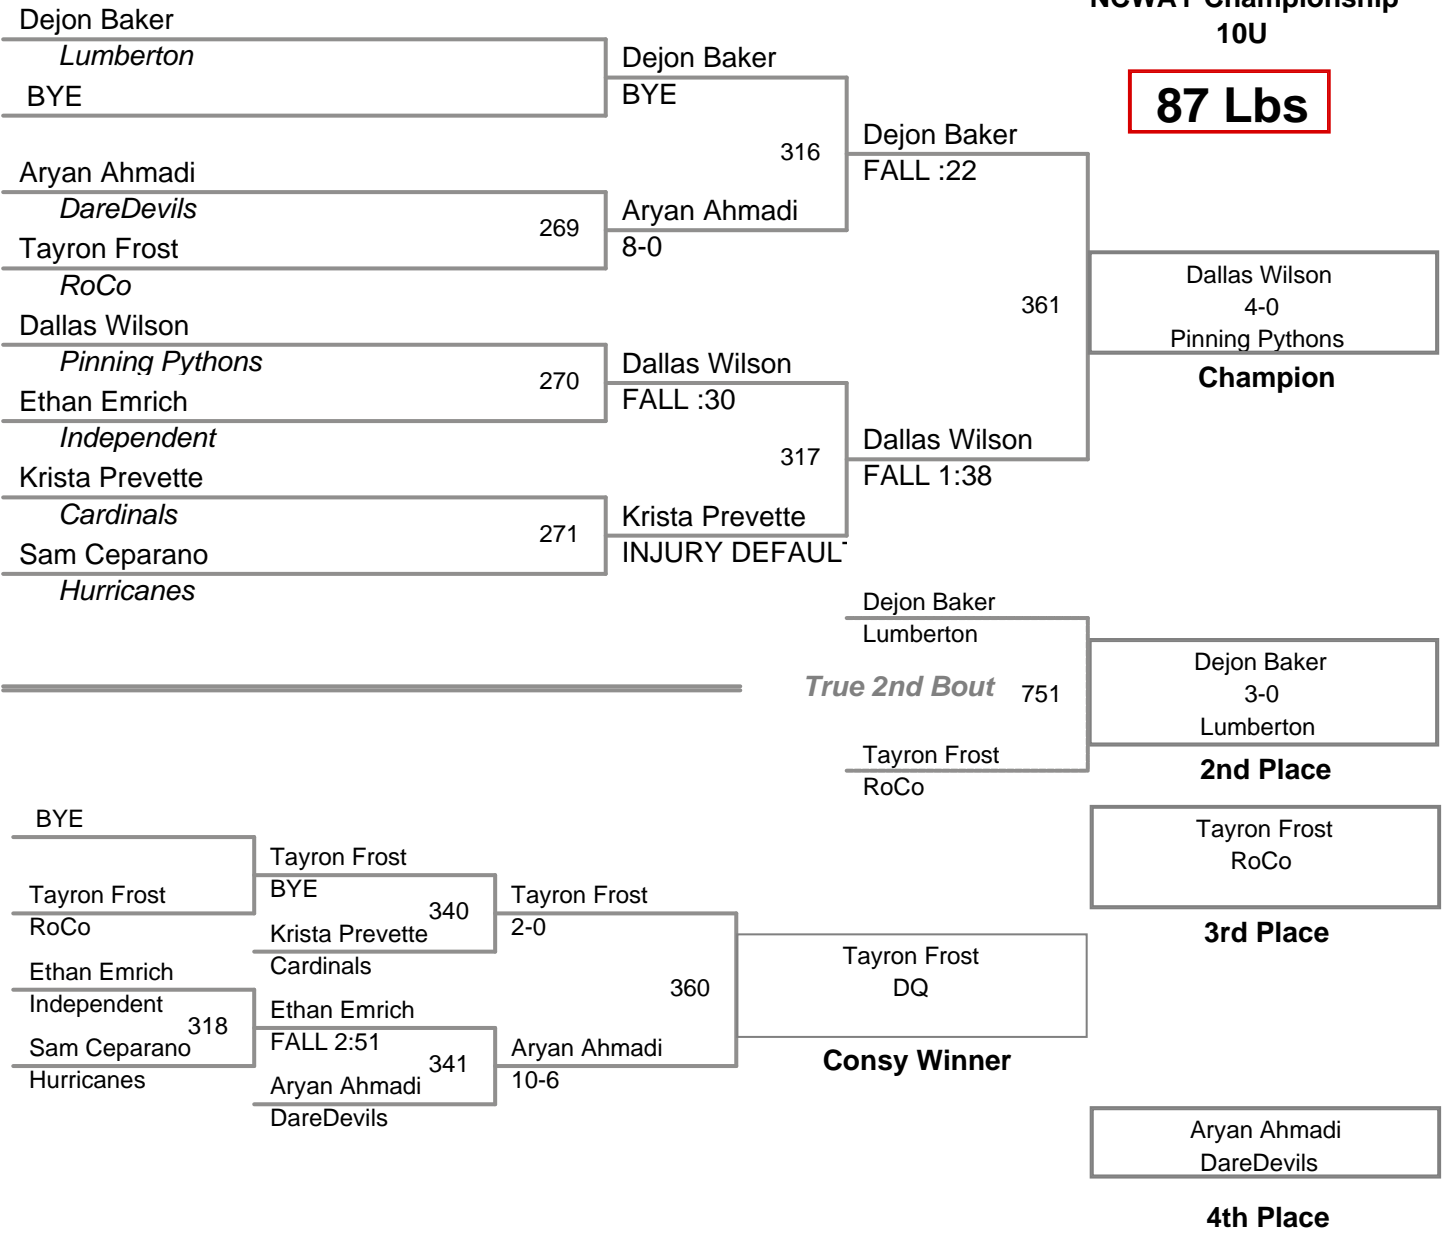 NCWAY Championship
10U
87 Lbs
Dejon Baker
Lumberton
BYE
Aryan Ahmadi
DareDevils
Tayron Frost
RoCo
Dallas Wilson
Pinning Pythons
Ethan Emrich
Independent
Krista Prevette
Cardinals
Sam Ceparano
Hurricanes
269
270
271
Dejon Baker
BYE
Aryan Ahmadi
8-0
Dallas Wilson
FALL :30
Krista Prevette
INJURY DEFAULT
316
317
Dejon Baker
FALL :22
Dallas Wilson
FALL 1:38
361
Dallas Wilson
4-0
Pinning Pythons
Champion
Dejon Baker
Lumberton
True 2nd Bout 751
Tayron Frost
RoCo
Dejon Baker
3-0
Lumberton
2nd Place
BYE
Tayron Frost
RoCo
Ethan Emrich
Independent
318
Sam Ceparano
Hurricanes
Tayron Frost
BYE
340
Krista Prevette
Cardinals
Ethan Emrich
FALL 2:51
341
Aryan Ahmadi
DareDevils
Tayron Frost
2-0
360
Aryan Ahmadi
10-6
Tayron Frost
DQ
Consy Winner
Tayron Frost
RoCo
3rd Place
Aryan Ahmadi
DareDevils
4th Place